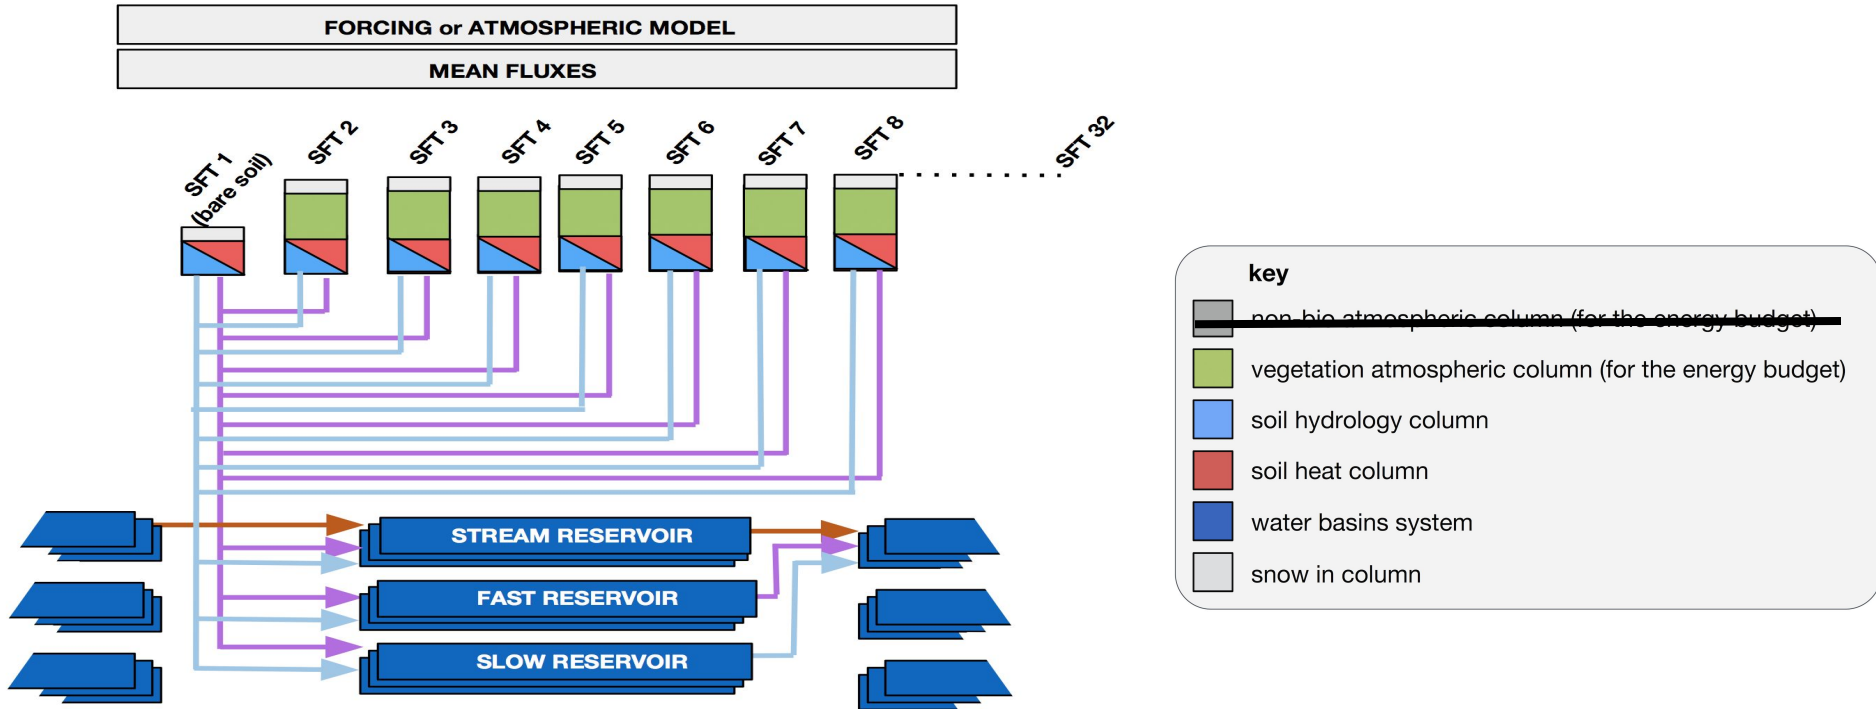 FORCING or ATMOSPHERIC MODEL
MEAN FLUXES
SFT 1
(bare soil)
SFT 2
SFT 3
SFT 4
SFT 5
SFT 6
SFT 7
SFT 8
SFT 32
key
non-bio atmospheric column (for the energy budget)
vegetation atmospheric column (for the energy budget)
soil hydrology column
soil heat column
water basins system
snow in column
STREAM RESERVOIR
FAST RESERVOIR
SLOW RESERVOIR